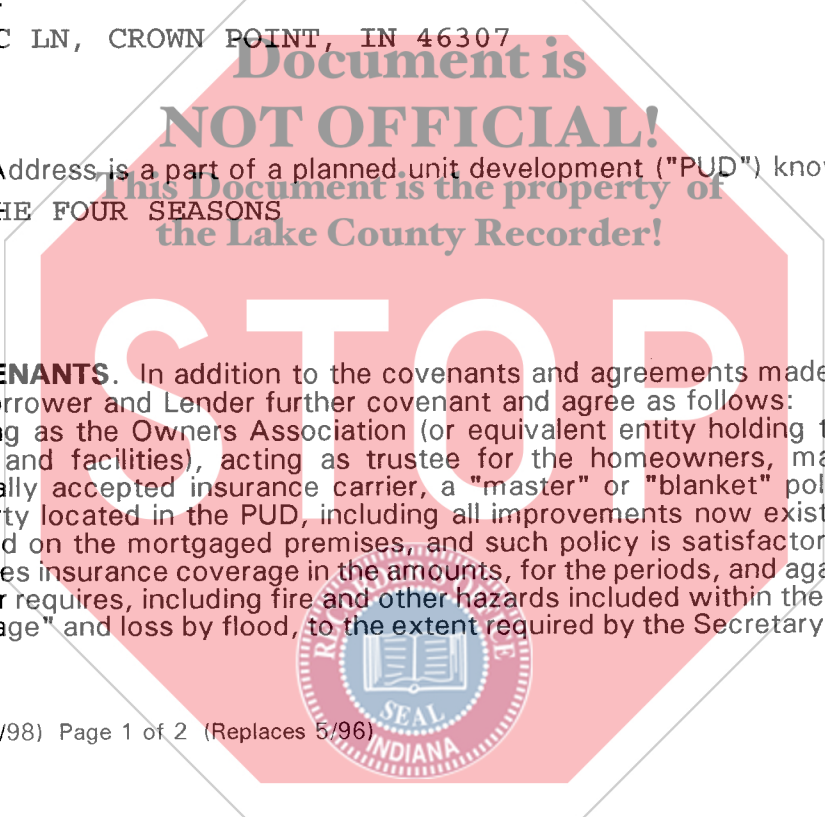 C LN, CROWN POINT, IN 46307
Document is
NOT OFFICIAL!
Address is a part of a planned unit development ("PUD") know
This Document is the property of
HE FOUR SEASONS
the Lake County Recorder!
STOP
ENANTS. In addition to the covenants and agreements made
orrower and Lender further covenant and agree as follows:
ng as the Owners Association (or equivalent entity holding t
and facilities), acting as trustee for the homeowners, ma
ally accepted insurance carrier, a "master" or "blanket" pol
rty located in the PUD, including all improvements now exist
d on the mortgaged premises, and such policy is satisfactor
es insurance coverage in the amounts, for the periods, and aga
r requires, including fire and other hazards included within the
age" and loss by flood, to the extent required by the Secretary
RECORDER'S OFFICE
SEAL
INDIANA
/98) Page 1 of 2 (Replaces 5/96)